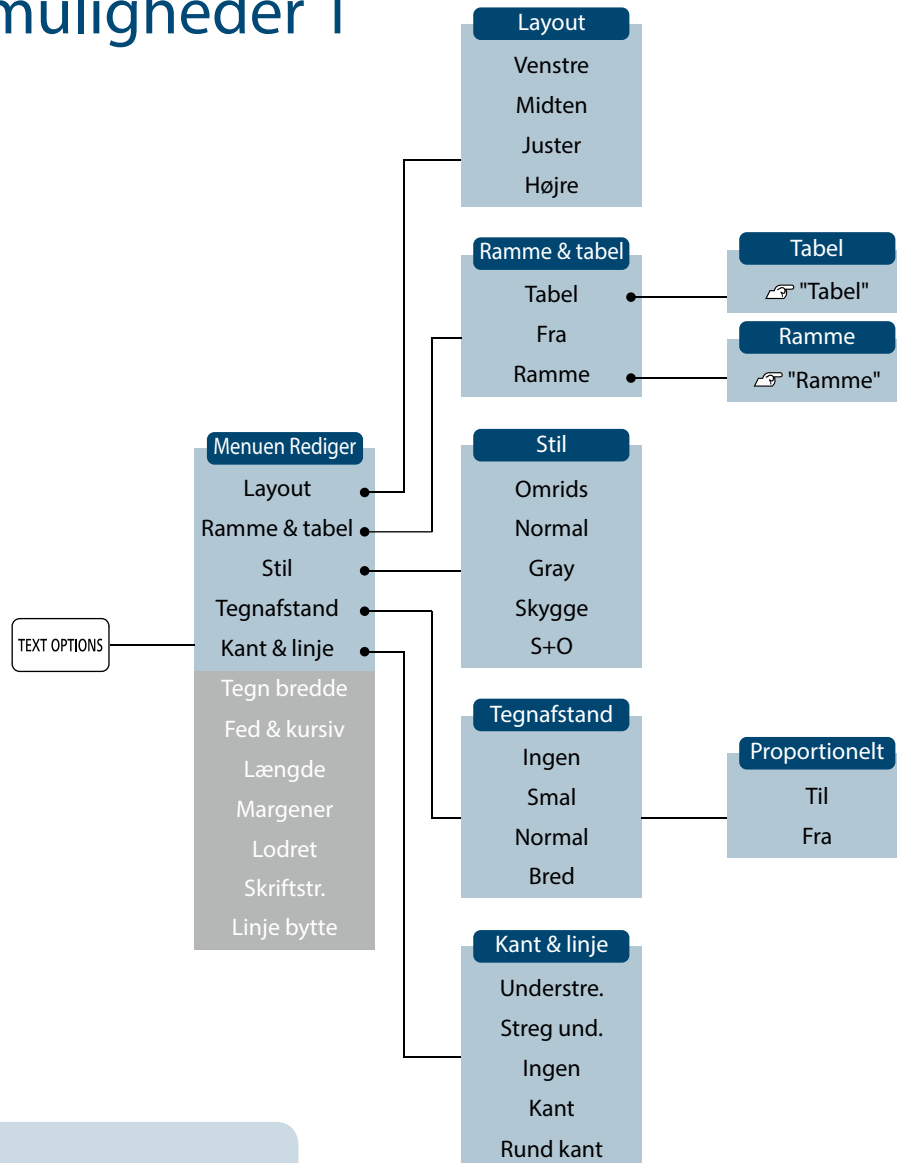 muligheder 1
TEXT OPTIONS
Menuen Rediger
Layout
Ramme & tabel
Stil
Tegnafstand
Kant & linje
Tegn bredde
Fed & kursiv
Længde
Margener
Lodret
Skriftstr.
Linje bytte
Layout
Venstre
Midten
Juster
Højre
Ramme & tabel
Tabel
Fra
Ramme
Tabel
"Tabel"
Ramme
"Ramme"
Stil
Omrids
Normal
Gray
Skygge
S+O
Tegnafstand
Ingen
Smal
Normal
Bred
Proportionelt
Til
Fra
Kant & linje
Understre.
Streg und.
Ingen
Kant
Rund kant